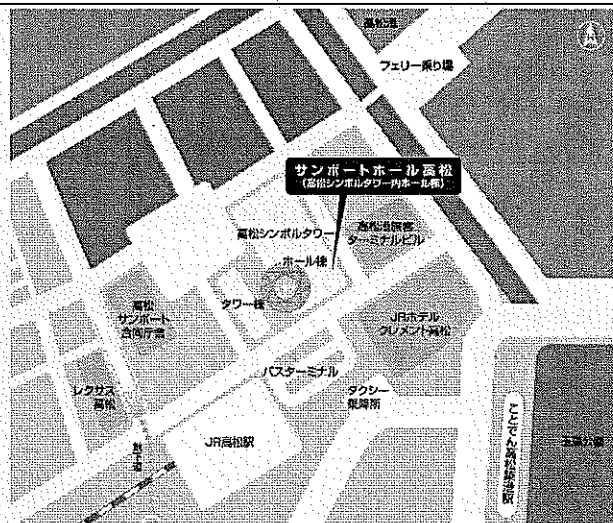 高松港
フェリー乗り場
サンポートホール高松
(高松シンボルタワー内ホール棟)
高松シンボルタワー
ホール棟
タワー棟
高松港旅客
ターミナルビル
高松
サンポート
合同庁舎
JRホテル
クレメント高松
レクサス
高松
バスターミナル
タクシー
乗降所
JR高松駅
地下道
ことでん高松築港駅
玉藻公園